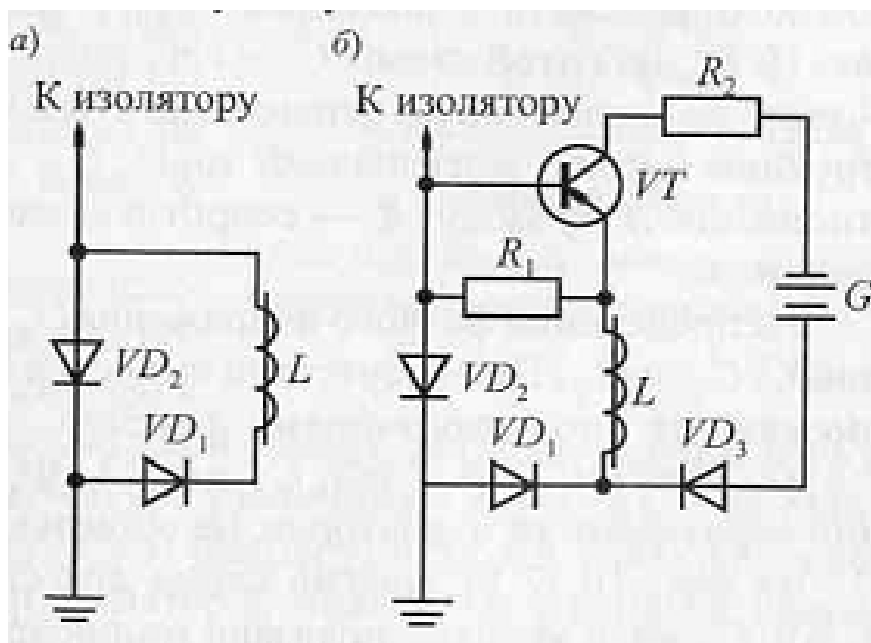 а)
б)
К изолятору
К изолятору
R₂
VT
R₁
G
VD₂
L
VD₁
VD₂
L
VD₁
VD₃